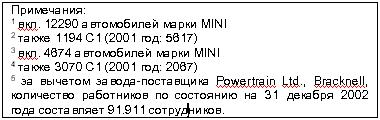 Примечания:
1 вкл. 12290 автомобилей марки MINI
2 также 1194 C1 (2001 год: 5617)
3 вкл. 4674 автомобилей марки MINI
4 также 3070 C1 (2001 год: 2067)
5 за вычетом завода-поставщика Powertrain Ltd., Bracknell,
количество работников по состоянию на 31 декабря 2002
года составляет 91.911 сотрудников.